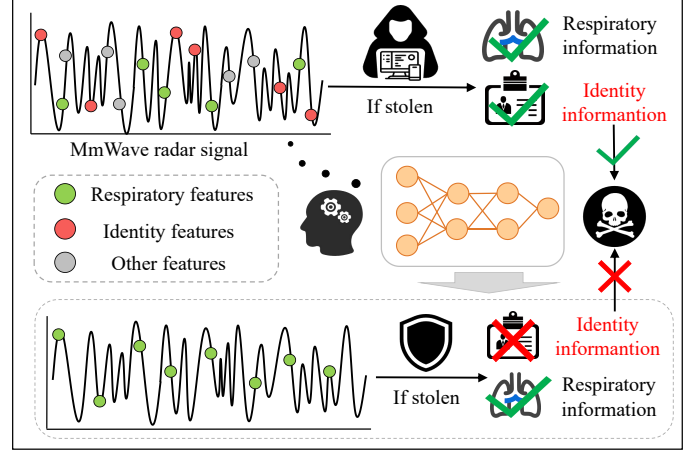 Respiratory
information
If stolen
Identity
informantion
MmWave radar signal
Respiratory features
Identity features
Other features
If stolen
Identity
informantion
Respiratory
information